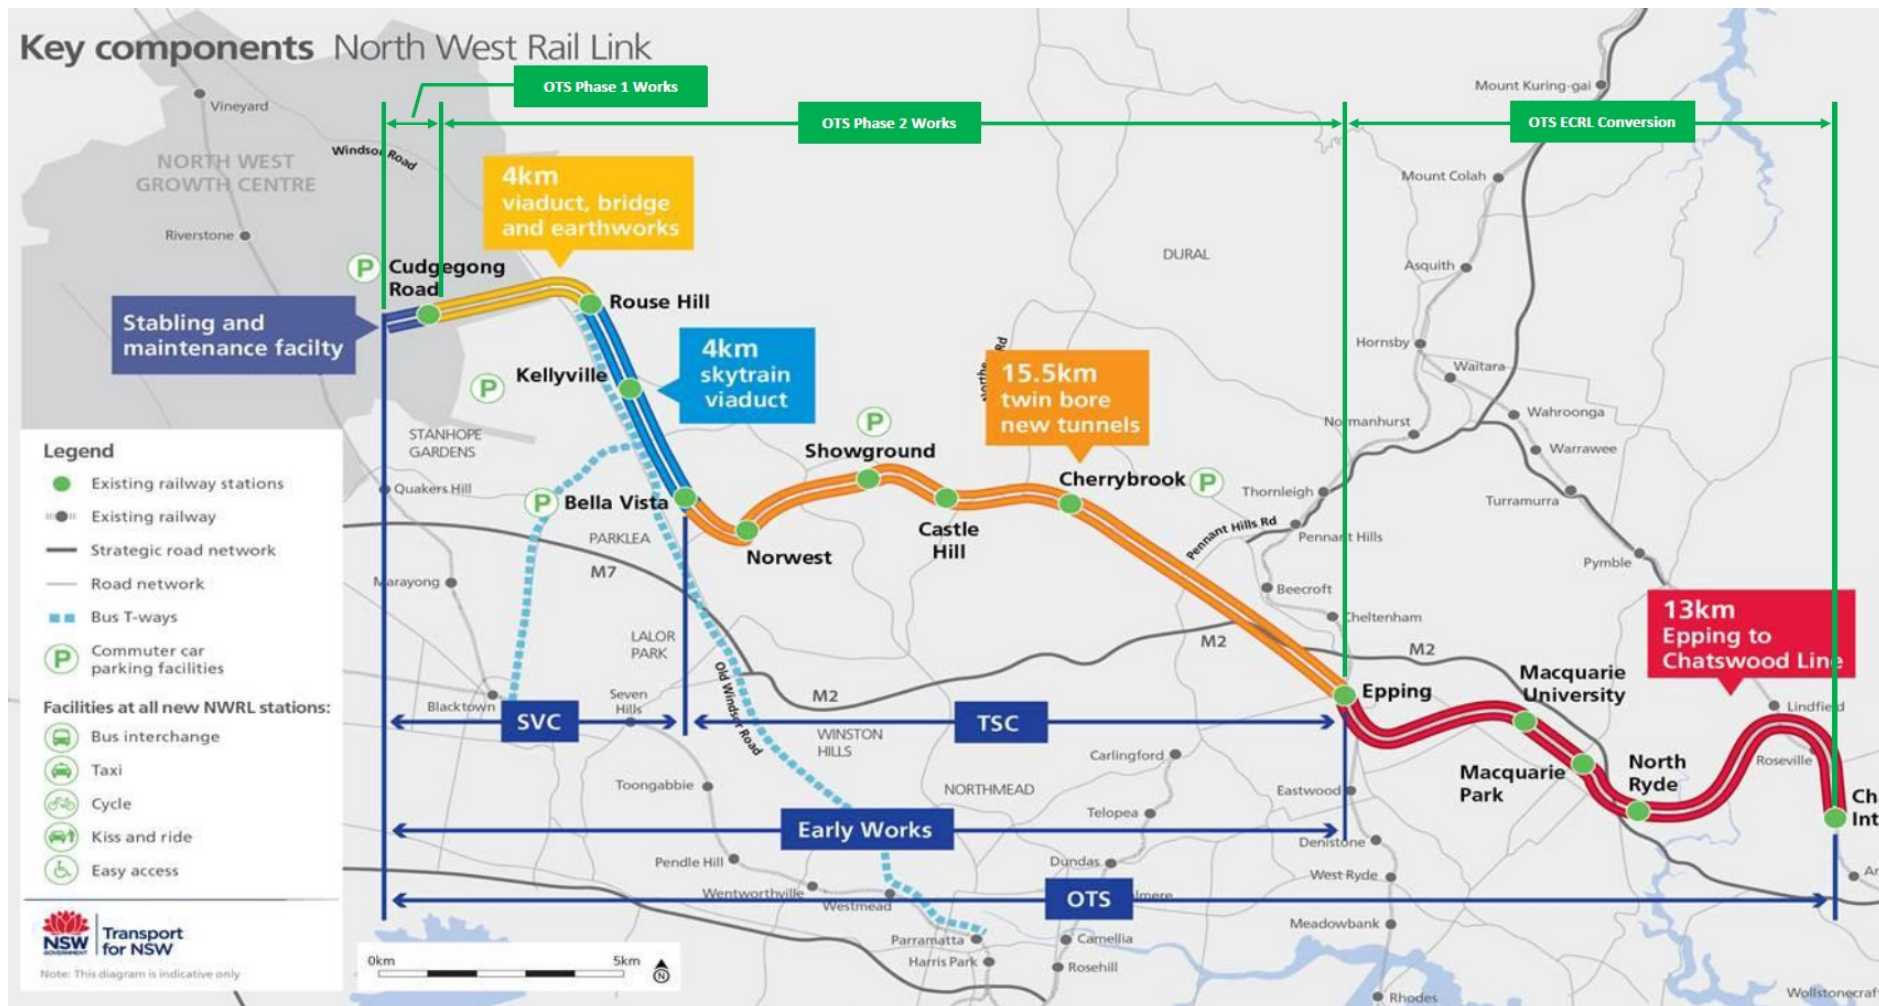 Key components North West Rail Link
OTS Phase 1 Works
OTS Phase 2 Works
OTS ECRL Conversion
Mount Kuring-gai
Vineyard
Windsor Road
NORTH WEST
GROWTH CENTRE
4km
viaduct, bridge
and earthworks
Mount Colah
Riverstone
DURAL
Asquith
P
Cudgegong
Road
Rouse Hill
Stabling and
maintenance facilty
4km
skytrain
viaduct
Kellyville
P
Rd
15.5km
twin bore
new tunnels
Hornsby
Waitara
Wahroonga
Normanhurst
Warrawee
Turramurra
STANHOPE
GARDENS
P
Showground
Cherrybrook
P
Thornleigh
Quakers Hill
P
Bella Vista
Castle
Hill
Norwest
Pennant Hills Rd
Pennant Hills
Pymble
PARKLEA
M7
Marayong
Beecroft
Cheltenham
13km
Epping to
Chatswood Line
LALOR
PARK
M2
M2
M2
Old Windsor Road
Epping
Macquarie
University
Lindfield
Blacktown
Seven
Hills
SVC
TSC
WINSTON
HILLS
Carlingford
Roseville
Macquarie
Park
North
Ryde
Toongabbie
NORTHMEAD
Eastwood
Ch
Int
Telopea
Early Works
Denistone
Pendle Hill
Dundas
West Ryde
Ar
Wentworthville
Westmead
OTS
lmere
Meadowbank
Parramatta
Camellia
Harris Park
Rosehill
Rhodes
Wollstonecraf
Legend
Existing railway stations
Existing railway
Strategic road network
Road network
Bus T-ways
P
Commuter car
parking facilities
Facilities at all new NWRL stations:
Bus interchange
Taxi
Cycle
Kiss and ride
Easy access
NSW
GOVERNMENT
Transport
for NSW
Note: This diagram is indicative only
0km
5km
N